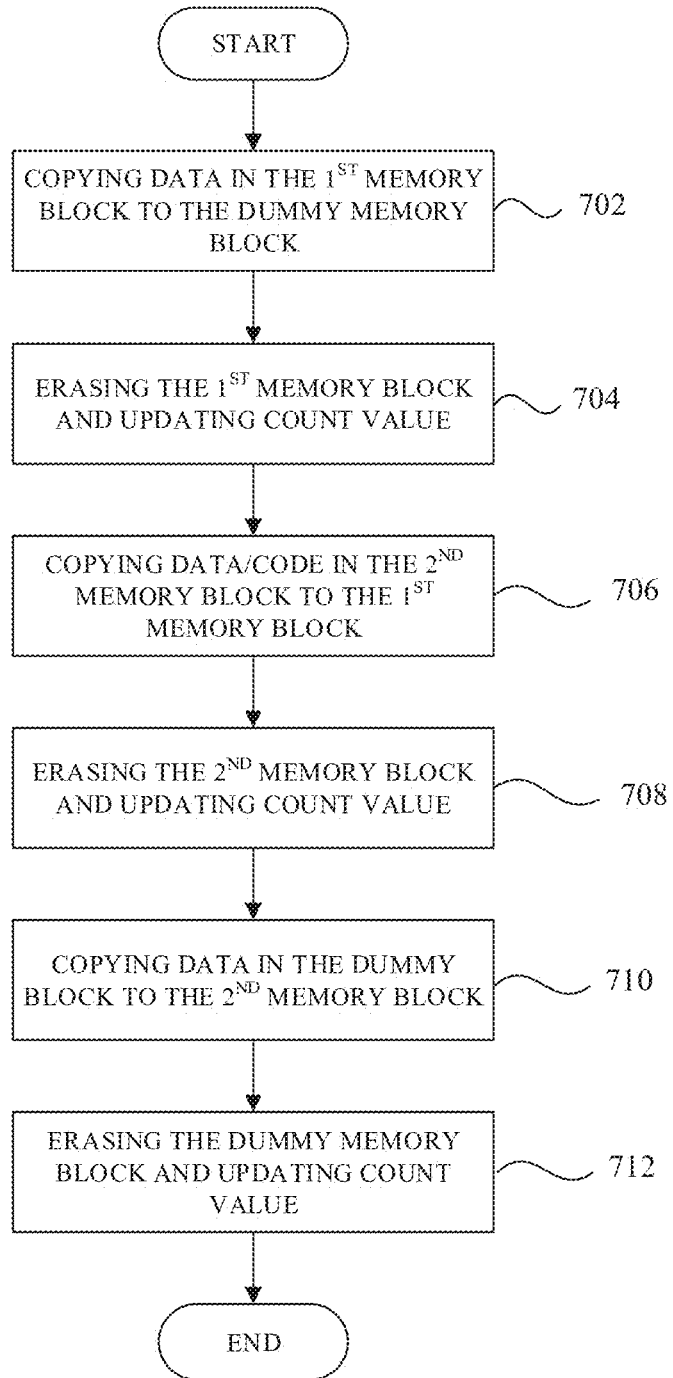 START
COPYING DATA IN THE 1ST MEMORY
BLOCK TO THE DUMMY MEMORY
BLOCK
702
ERASING THE 1ST MEMORY BLOCK
AND UPDATING COUNT VALUE
704
COPYING DATA/CODE IN THE 2ND
MEMORY BLOCK TO THE 1ST
MEMORY BLOCK
706
ERASING THE 2ND MEMORY BLOCK
AND UPDATING COUNT VALUE
708
COPYING DATA IN THE DUMMY
BLOCK TO THE 2ND MEMORY BLOCK
710
ERASING THE DUMMY MEMORY
BLOCK AND UPDATING COUNT
VALUE
712
END